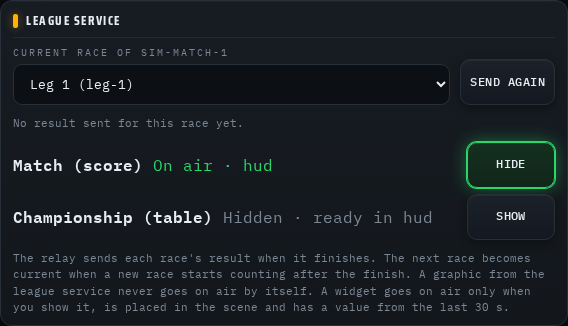 LEAGUE SERVICE
CURRENT RACE OF SIM-MATCH-1
Leg 1 (leg-1)
SEND AGAIN
No result sent for this race yet.
Match (score) On air · hud
HIDE
Championship (table) Hidden · ready in hud
SHOW
The relay sends each race's result when it finishes. The next race becomes
current when a new race starts counting after the finish. A graphic from the
league service never goes on air by itself. A widget goes on air only when
you show it, is placed in the scene and has a value from the last 30 s.